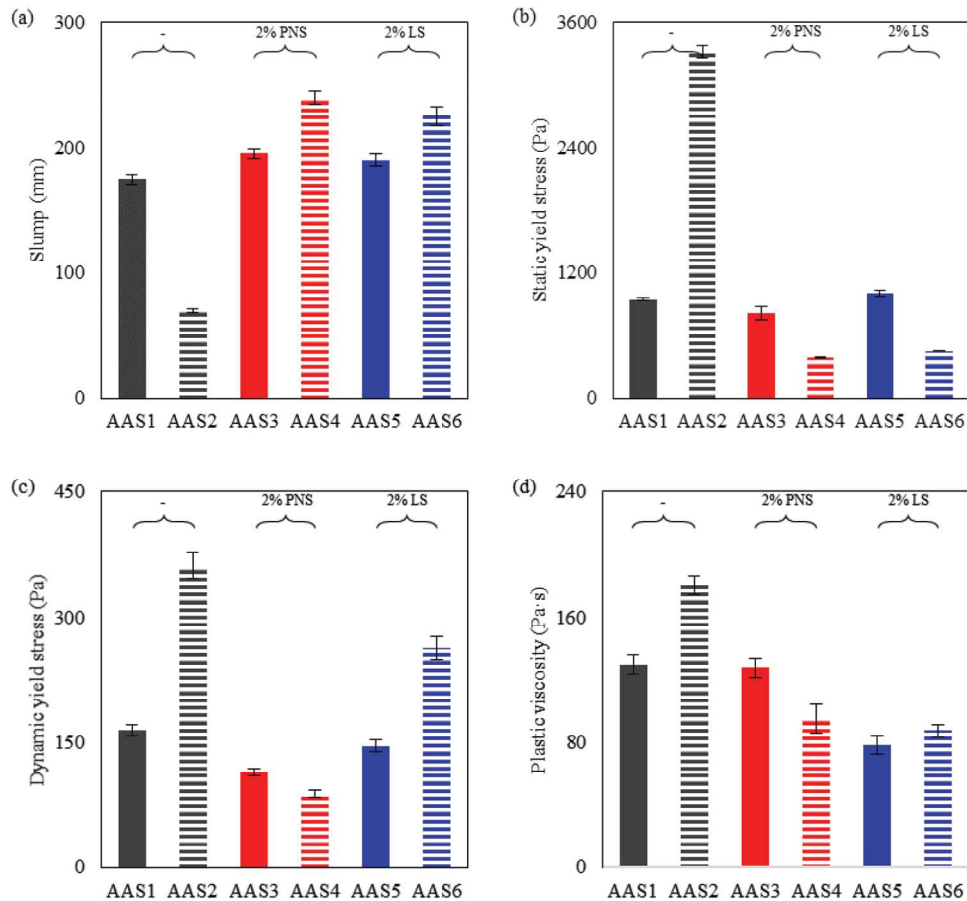 (a)
300
200
100
0
Slump (mm)
-
2% PNS
2% LS
AAS1 AAS2 AAS3 AAS4 AAS5 AAS6
(b)
3600
2400
1200
0
Static yield stress (Pa)
-
2% PNS
2% LS
AAS1 AAS2 AAS3 AAS4 AAS5 AAS6
(c)
450
300
150
0
Dynamic yield stress (Pa)
-
2% PNS
2% LS
AAS1 AAS2 AAS3 AAS4 AAS5 AAS6
(d)
240
160
80
0
Plastic viscosity (Pa·s)
-
2% PNS
2% LS
AAS1 AAS2 AAS3 AAS4 AAS5 AAS6